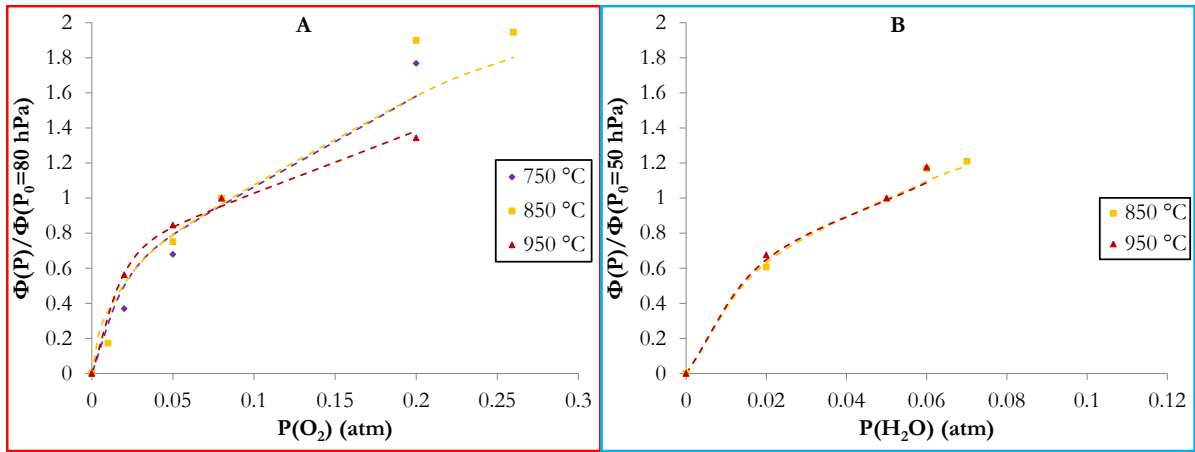 A
Φ(P)/Φ(P₀=80 hPa)
2
1.8
1.6
1.4
1.2
1
0.8
0.6
0.4
0.2
0
0 0.05 0.1 0.15 0.2 0.25 0.3
P(O₂) (atm)
750 °C
850 °C
950 °C
B
Φ(P)/Φ(P₀=50 hPa)
2
1.8
1.6
1.4
1.2
1
0.8
0.6
0.4
0.2
0
0 0.02 0.04 0.06 0.08 0.1 0.12
P(H₂O) (atm)
850 °C
950 °C